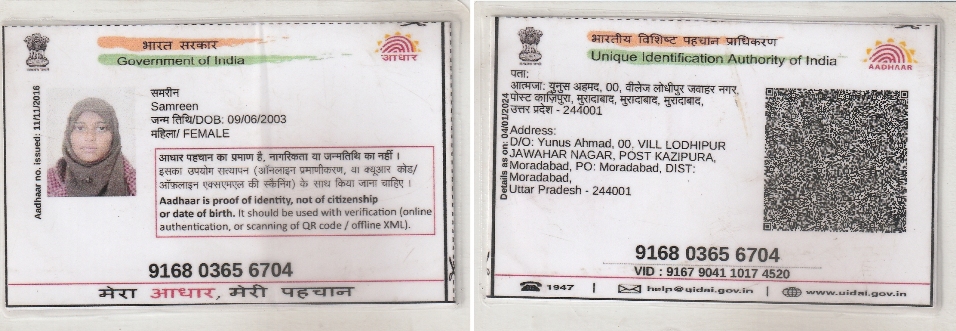 भारत सरकार
Government of India
आधार
Aadhaar no. issued: 11/11/2016
समरीन
Samreen
जन्म तिथि/DOB: 09/06/2003
महिला/ FEMALE
आधार पहचान का प्रमाण है, नागरिकता या जन्मतिथि का नहीं ।
इसका उपयोग सत्यापन (ऑनलाइन प्रमाणीकरण, या क्यूआर कोड/
ऑफ़लाइन एक्सएमएल की स्कैनिंग) के साथ किया जाना चाहिए ।
Aadhaar is proof of identity, not of citizenship
or date of birth. It should be used with verification (online
authentication, or scanning of QR code / offline XML).
9168 0365 6704
मेरा आधार, मेरी पहचान
भारतीय विशिष्ट पहचान प्राधिकरण
Unique Identification Authority of India
AADHAAR
Details as on: 04/01/2024
पता:
आत्मजा: युनुस अहमद, 00, वीलेज लोधीपुर जवाहर नगर,
पोस्ट काज़िपुरा, मुरादाबाद, मुरादाबाद, मुरादाबाद,
उत्तर प्रदेश - 244001
Address:
D/O: Yunus Ahmad, 00, VILL LODHIPUR
JAWAHAR NAGAR, POST KAZIPURA,
Moradabad, PO: Moradabad, DIST:
Moradabad,
Uttar Pradesh - 244001
9168 0365 6704
VID : 9167 9041 1017 4520
1947 | help@uidai.gov.in | www.uidai.gov.in